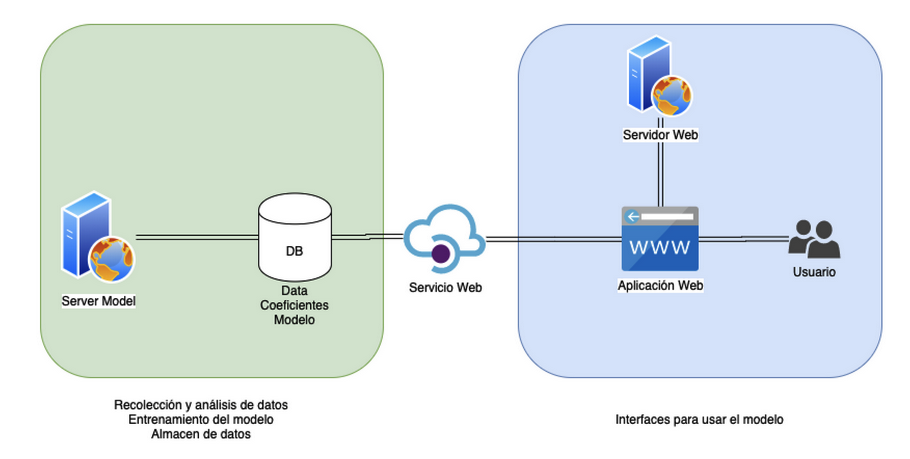 Servidor Web
DB
WWW
Server Model
Data
Coeficientes
Modelo
Servicio Web
Aplicación Web
Usuario
Recolección y análisis de datos
Entrenamiento del modelo
Almacen de datos
Interfaces para usar el modelo